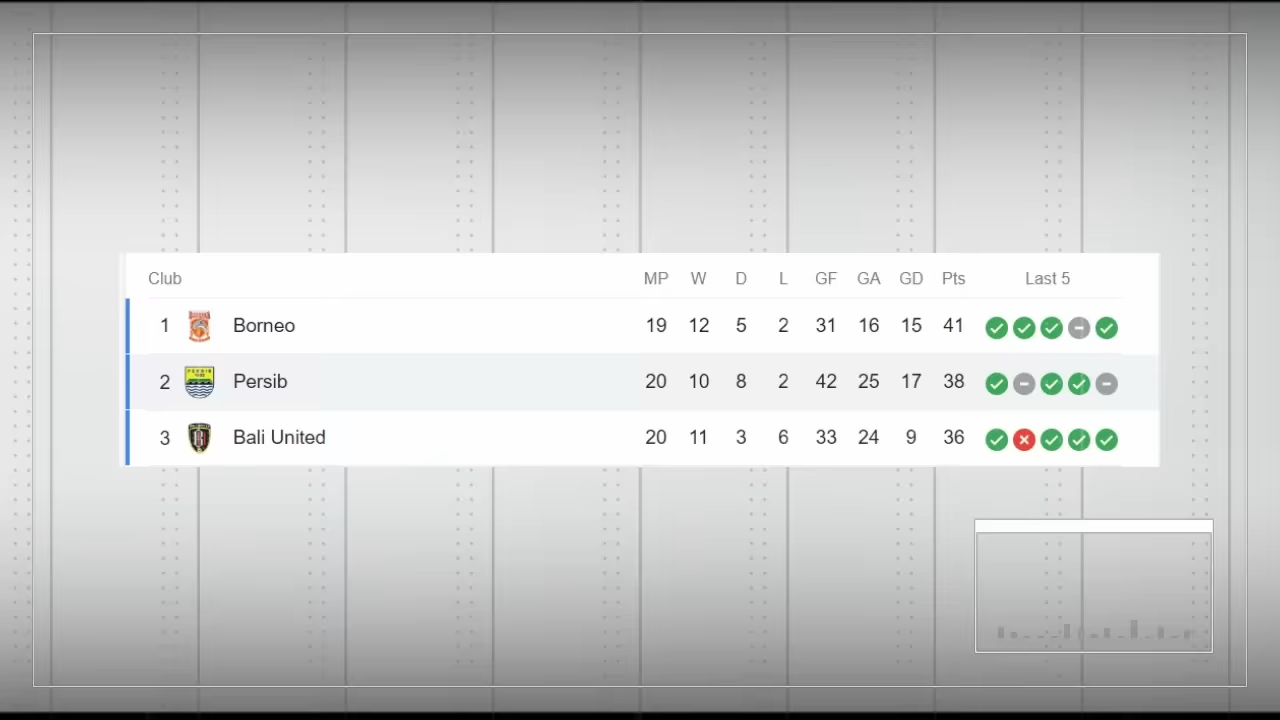 Club MP W D L GF GA GD Pts Last 5
1 Borneo 19 12 5 2 31 16 15 41
2 PERSIB Persib 20 10 8 2 42 25 17 38
3 Bali United 20 11 3 6 33 24 9 36